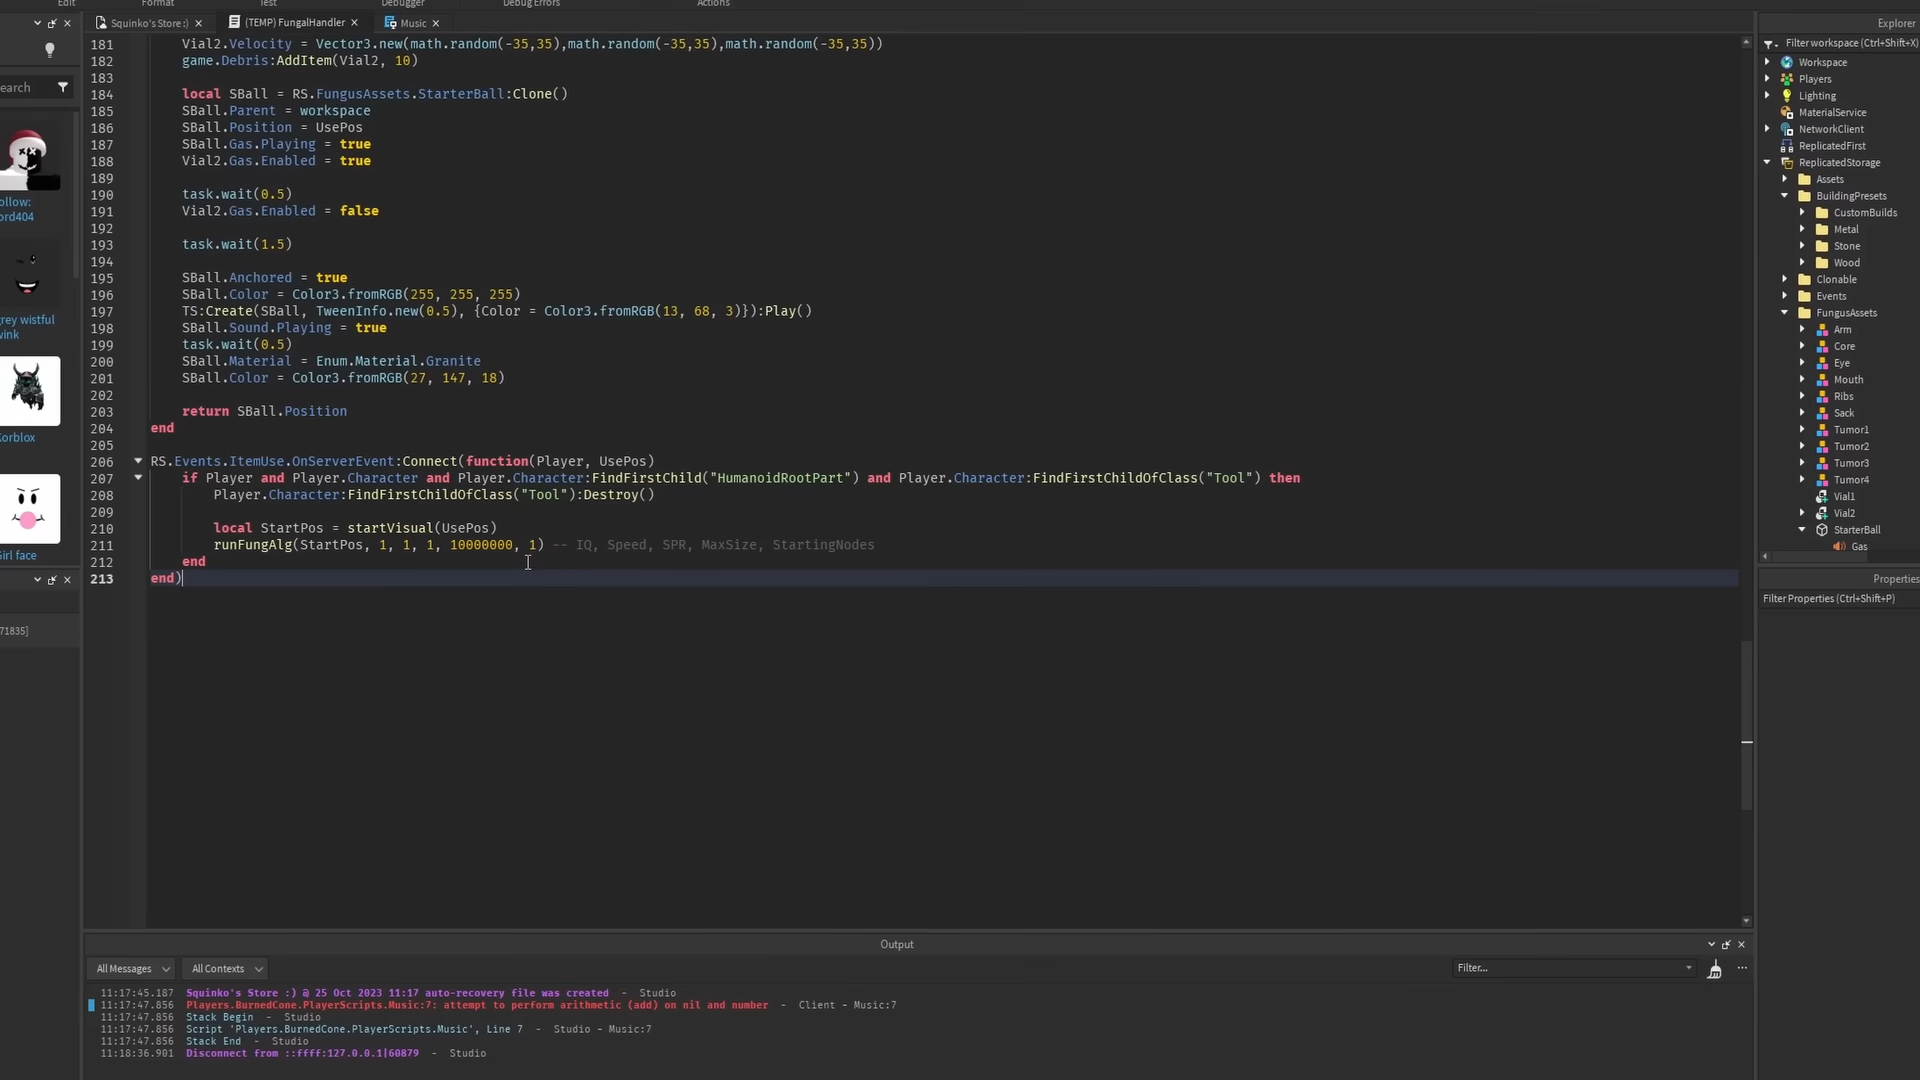 Edit Format Test Debugger Debug Errors Actions
Squinko's Store :) (TEMP) FungalHandler Music
earch
ollow:
ord404
grey wistful
wink
Korblox
Girl face
71835]
181 Vial2.Velocity = Vector3.new(math.random(-35,35),math.random(-35,35),math.random(-35,35))
182 game.Debris:AddItem(Vial2, 10)
183
184 local SBall = RS.FungusAssets.StarterBall:Clone()
185 SBall.Parent = workspace
186 SBall.Position = UsePos
187 SBall.Gas.Playing = true
188 Vial2.Gas.Enabled = true
189
190 task.wait(0.5)
191 Vial2.Gas.Enabled = false
192
193 task.wait(1.5)
194
195 SBall.Anchored = true
196 SBall.Color = Color3.fromRGB(255, 255, 255)
197 TS:Create(SBall, TweenInfo.new(0.5), {Color = Color3.fromRGB(13, 68, 3)}):Play()
198 SBall.Sound.Playing = true
199 task.wait(0.5)
200 SBall.Material = Enum.Material.Granite
201 SBall.Color = Color3.fromRGB(27, 147, 18)
202
203 return SBall.Position
204 end
205
206 RS.Events.ItemUse.OnServerEvent:Connect(function(Player, UsePos)
207 if Player and Player.Character and Player.Character:FindFirstChild("HumanoidRootPart") and Player.Character:FindFirstChildOfClass("Tool") then
208 Player.Character:FindFirstChildOfClass("Tool"):Destroy()
209
210 local StartPos = startVisual(UsePos)
211 runFungAlg(StartPos, 1, 1, 1, 10000000, 1) -- IQ, Speed, SPR, MaxSize, StartingNodes
212 end
213 end)
Explorer
Filter workspace (Ctrl+Shift+X)
Workspace
Players
Lighting
MaterialService
NetworkClient
ReplicatedFirst
ReplicatedStorage
Assets
BuildingPresets
CustomBuilds
Metal
Stone
Wood
Clonable
Events
FungusAssets
Arm
Core
Eye
Mouth
Ribs
Sack
Tumor1
Tumor2
Tumor3
Tumor4
Vial1
Vial2
StarterBall
Gas
Properties
Filter Properties (Ctrl+Shift+P)
Output
All Messages All Contexts Filter...
11:17:45.187 Squinko's Store :) @ 25 Oct 2023 11:17 auto-recovery file was created - Studio
11:17:47.856 Players.BurnedCone.PlayerScripts.Music:7: attempt to perform arithmetic (add) on nil and number - Client - Music:7
11:17:47.856 Stack Begin - Studio
11:17:47.856 Script 'Players.BurnedCone.PlayerScripts.Music', Line 7 - Studio - Music:7
11:17:47.856 Stack End - Studio
11:18:36.901 Disconnect from ::ffff:127.0.0.1|60879 - Studio